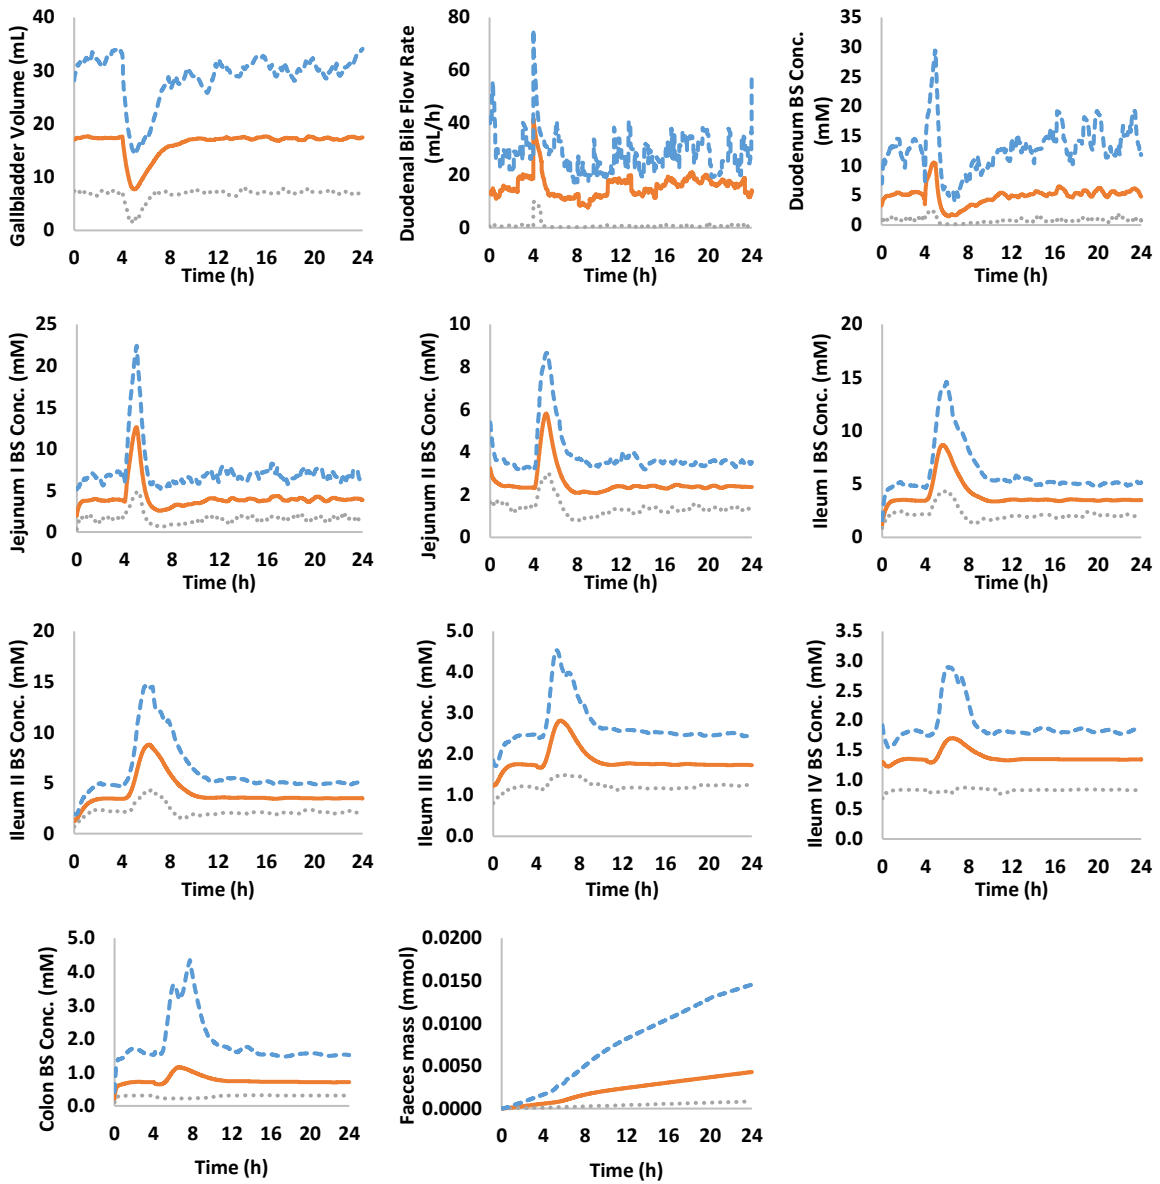 Gallbladder Volume (mL)
40
30
20
10
0
0 4 8 12 16 20 24
Time (h)
Duodenal Bile Flow Rate
(mL/h)
80
60
40
20
0
0 4 8 12 16 20 24
Time (h)
Duodenum BS Conc.
(mM)
35
30
25
20
15
10
5
0
0 4 8 12 16 20 24
Time (h)
Jejunum I BS Conc. (mM)
25
20
15
10
5
0
0 4 8 12 16 20 24
Time (h)
Jejunum II BS Conc. (mM)
10
8
6
4
2
0
0 4 8 12 16 20 24
Time (h)
Ileum I BS Conc. (mM)
20
15
10
5
0
0 4 8 12 16 20 24
Time (h)
Ileum II BS Conc. (mM)
20
15
10
5
0
0 4 8 12 16 20 24
Time (h)
Ileum III BS Conc. (mM)
5.0
4.0
3.0
2.0
1.0
0.0
0 4 8 12 16 20 24
Time (h)
Ileum IV BS Conc. (mM)
3.5
3.0
2.5
2.0
1.5
1.0
0.5
0.0
0 4 8 12 16 20 24
Time (h)
Colon BS Conc. (mM)
5.0
4.0
3.0
2.0
1.0
0.0
0 4 8 12 16 20 24
Time (h)
Faeces mass (mmol)
0.0200
0.0150
0.0100
0.0050
0.0000
0 4 8 12 16 20 24
Time (h)